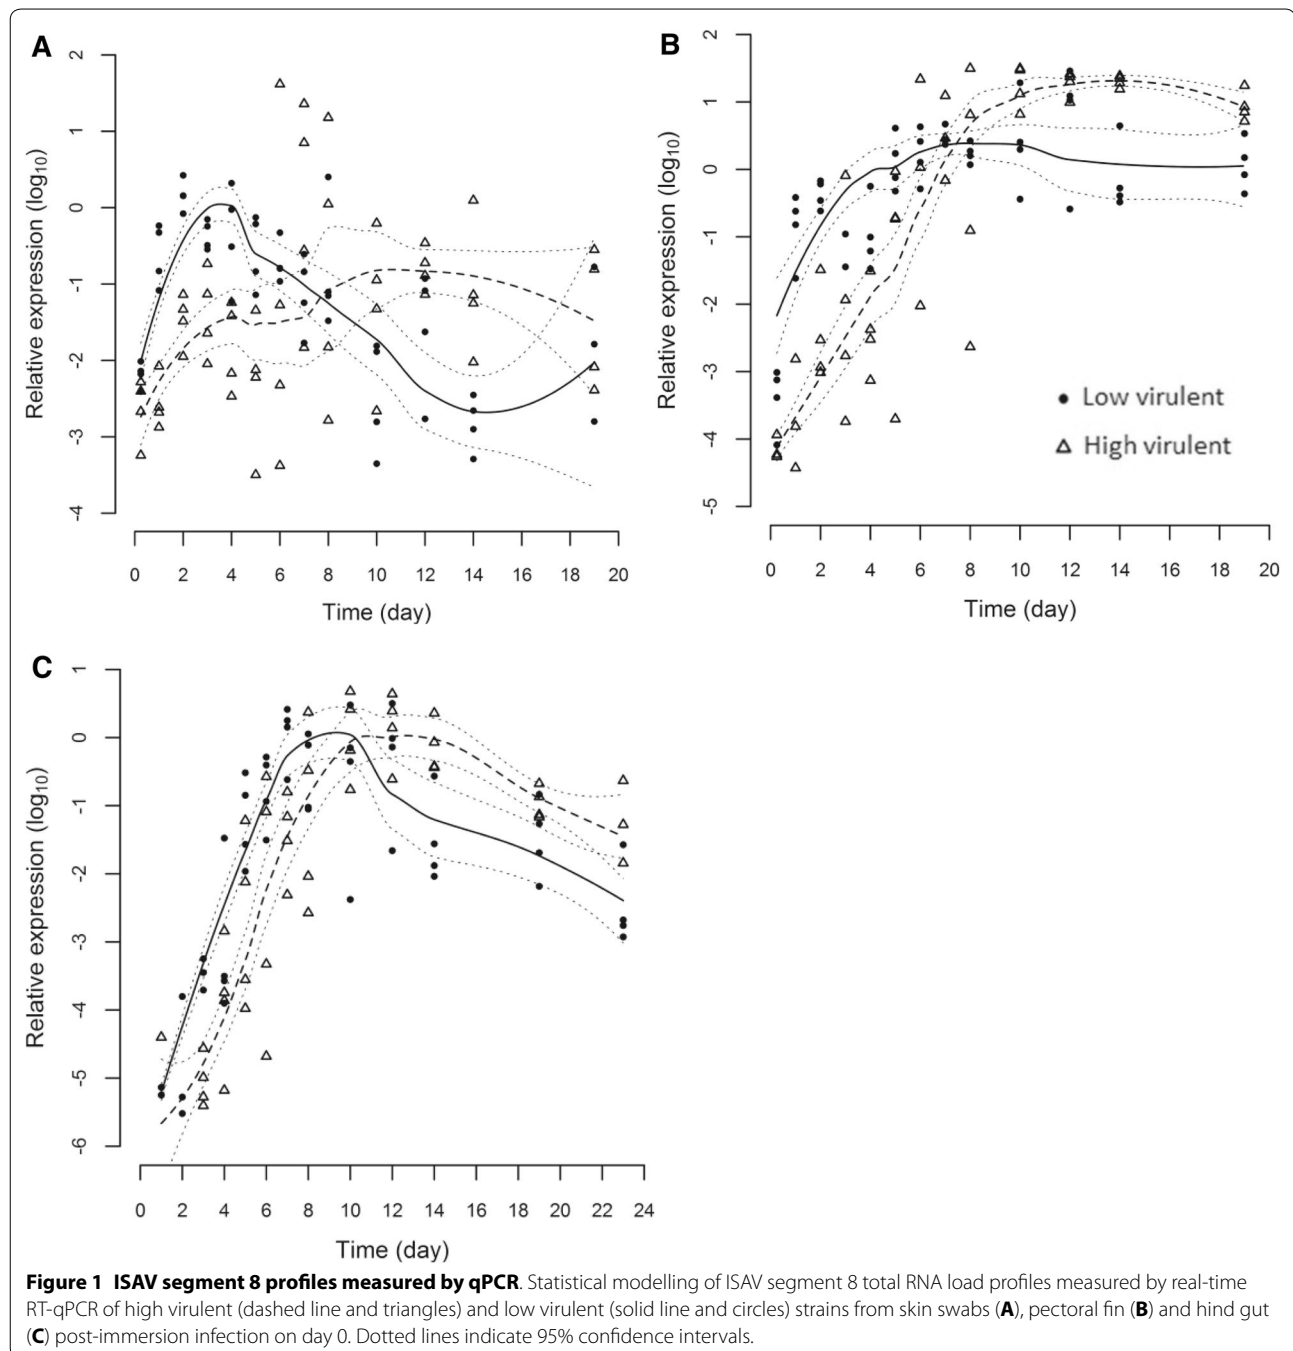 A
Relative expression (log10)
2
1
0
-1
-2
-3
-4
0 2 4 6 8 10 12 14 16 18 20
Time (day)
B
Relative expression (log10)
2
1
0
-1
-2
-3
-4
-5
Low virulent
High virulent
0 2 4 6 8 10 12 14 16 18 20
Time (day)
C
Relative expression (log10)
1
0
-1
-2
-3
-4
-5
-6
0 2 4 6 8 10 12 14 16 18 20 22 24
Time (day)
Figure 1 ISAV segment 8 profiles measured by qPCR. Statistical modelling of ISAV segment 8 total RNA load profiles measured by real-time
RT-qPCR of high virulent (dashed line and triangles) and low virulent (solid line and circles) strains from skin swabs (A), pectoral fin (B) and hind gut
(C) post-immersion infection on day 0. Dotted lines indicate 95% confidence intervals.